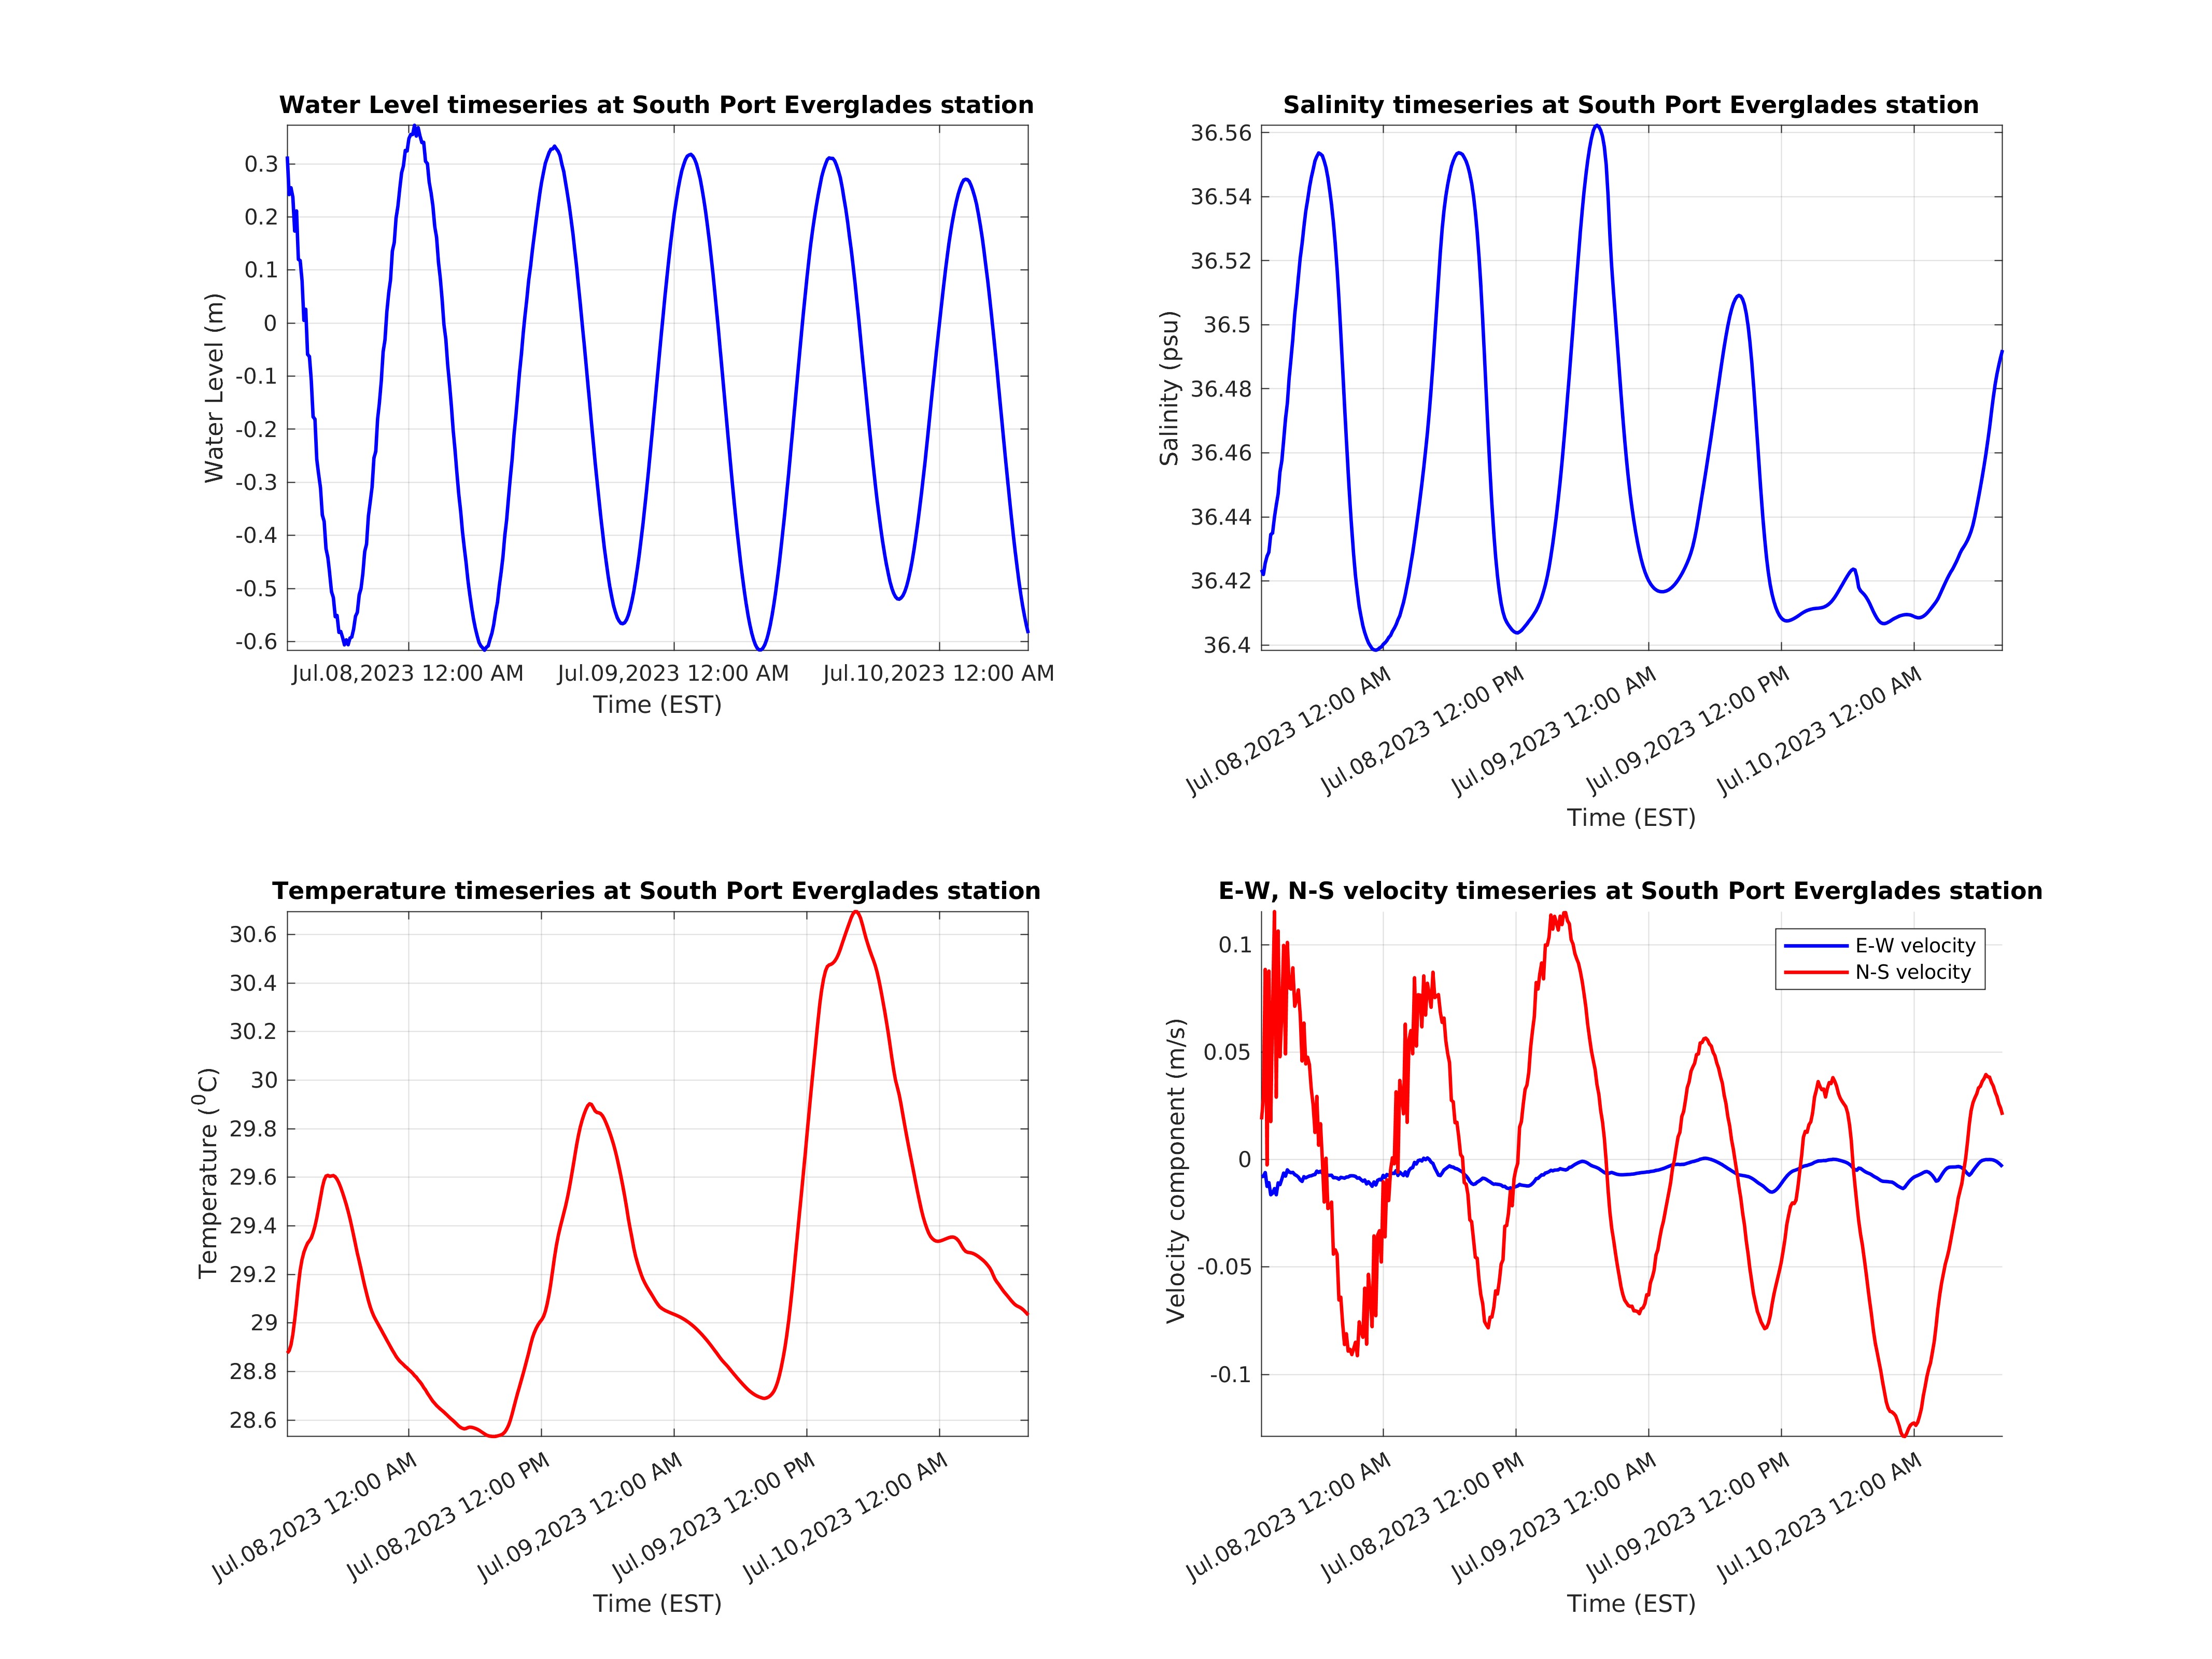 Water Level timeseries at South Port Everglades station
0.3
0.2
0.1
0
-0.1
-0.2
-0.3
-0.4
-0.5
-0.6
Water Level (m)
Jul.08,2023 12:00 AM
Jul.09,2023 12:00 AM
Jul.10,2023 12:00 AM
Time (EST)
Salinity timeseries at South Port Everglades station
36.56
36.54
36.52
36.5
36.48
36.46
36.44
36.42
36.4
Salinity (psu)
Jul.08,2023 12:00 AM
Jul.08,2023 12:00 PM
Jul.09,2023 12:00 AM
Jul.09,2023 12:00 PM
Jul.10,2023 12:00 AM
Time (EST)
Temperature timeseries at South Port Everglades station
30.6
30.4
30.2
30
29.8
29.6
29.4
29.2
29
28.8
28.6
Temperature (⁰C)
Jul.08,2023 12:00 AM
Jul.08,2023 12:00 PM
Jul.09,2023 12:00 AM
Jul.09,2023 12:00 PM
Jul.10,2023 12:00 AM
Time (EST)
E-W, N-S velocity timeseries at South Port Everglades station
E-W velocity
N-S velocity
0.1
0.05
0
-0.05
-0.1
Velocity component (m/s)
Jul.08,2023 12:00 AM
Jul.08,2023 12:00 PM
Jul.09,2023 12:00 AM
Jul.09,2023 12:00 PM
Jul.10,2023 12:00 AM
Time (EST)